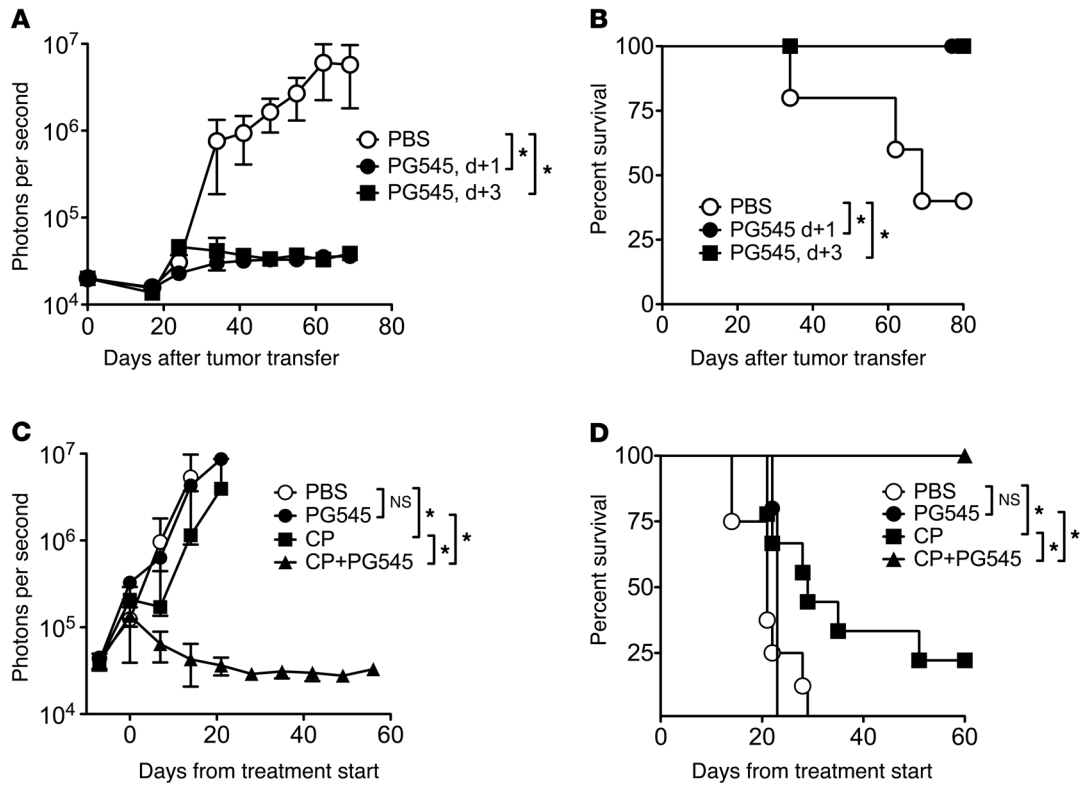 A
Photons per second
10⁷
10⁶
10⁵
10⁴
0 20 40 60 80
Days after tumor transfer
PBS
PG545, d+1
PG545, d+3
*
*
B
Percent survival
100
75
50
25
0
0 20 40 60 80
Days after tumor transfer
PBS
PG545 d+1
PG545, d+3
*
*
C
Photons per second
10⁷
10⁶
10⁵
10⁴
0 20 40 60
Days from treatment start
PBS
PG545
CP
CP+PG545
NS
*
*
*
D
Percent survival
100
75
50
25
0 20 40 60
Days from treatment start
PBS
PG545
CP
CP+PG545
NS
*
*
*